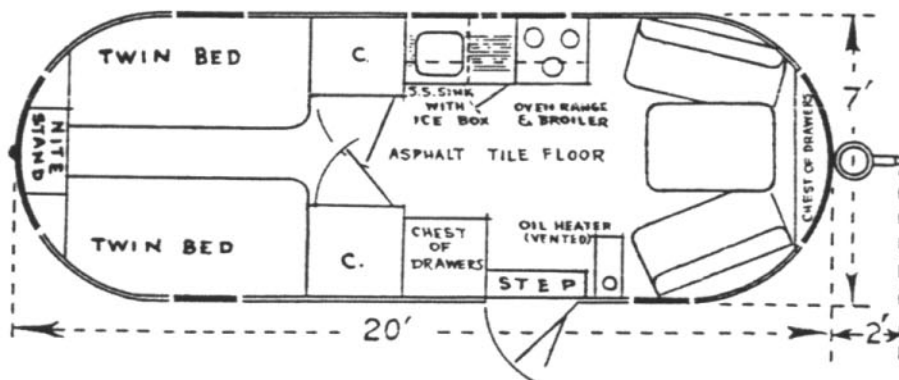 TWIN BED
C.
S.S. SINK
WITH
ICE BOX
OVEN RANGE
& BROILER
7'
CHEST OF DRAWERS
NITE
STAND
ASPHALT TILE FLOOR
TWIN BED
C.
CHEST
OF
DRAWERS
OIL HEATER
(VENTED)
STEP
20'
2'